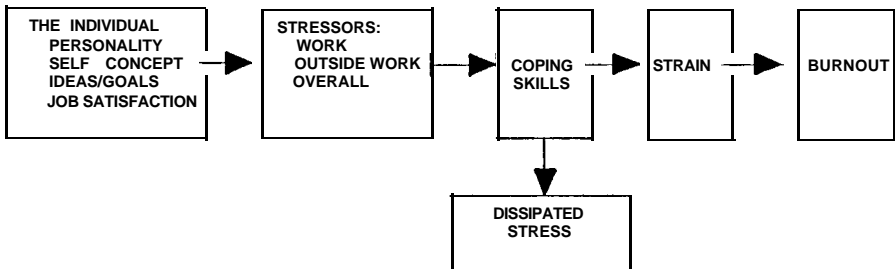 THE INDIVIDUAL
PERSONALITY
SELF CONCEPT
IDEAS/GOALS
JOB SATISFACTION
STRESSORS:
WORK
OUTSIDE WORK
OVERALL
COPING
SKILLS
STRAIN
BURNOUT
DISSIPATED
STRESS